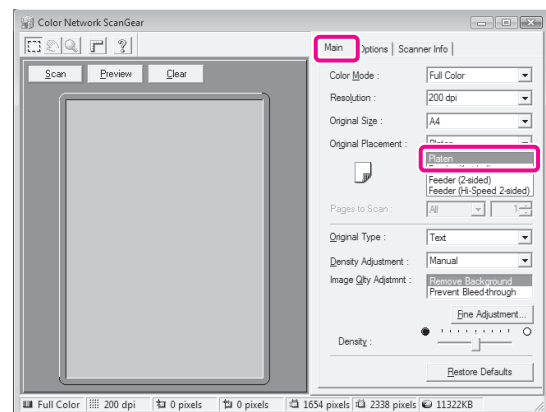 Color Network ScanGear
Scan Preview Clear
Main Options Scanner Info
Color Mode : Full Color
Resolution : 200 dpi
Original Size : A4
Original Placement : Platen
Platen
Feeder (2-sided)
Feeder (Hi-Speed 2-sided)
Pages to Scan : All 1
Original Type : Text
Density Adjustment : Manual
Image Qlty Adjstmnt : Remove Background
Prevent Bleed-through
Fine Adjustment...
Density :
Restore Defaults
Full Color 200 dpi 0 pixels 0 pixels 1654 pixels 2338 pixels 11322KB